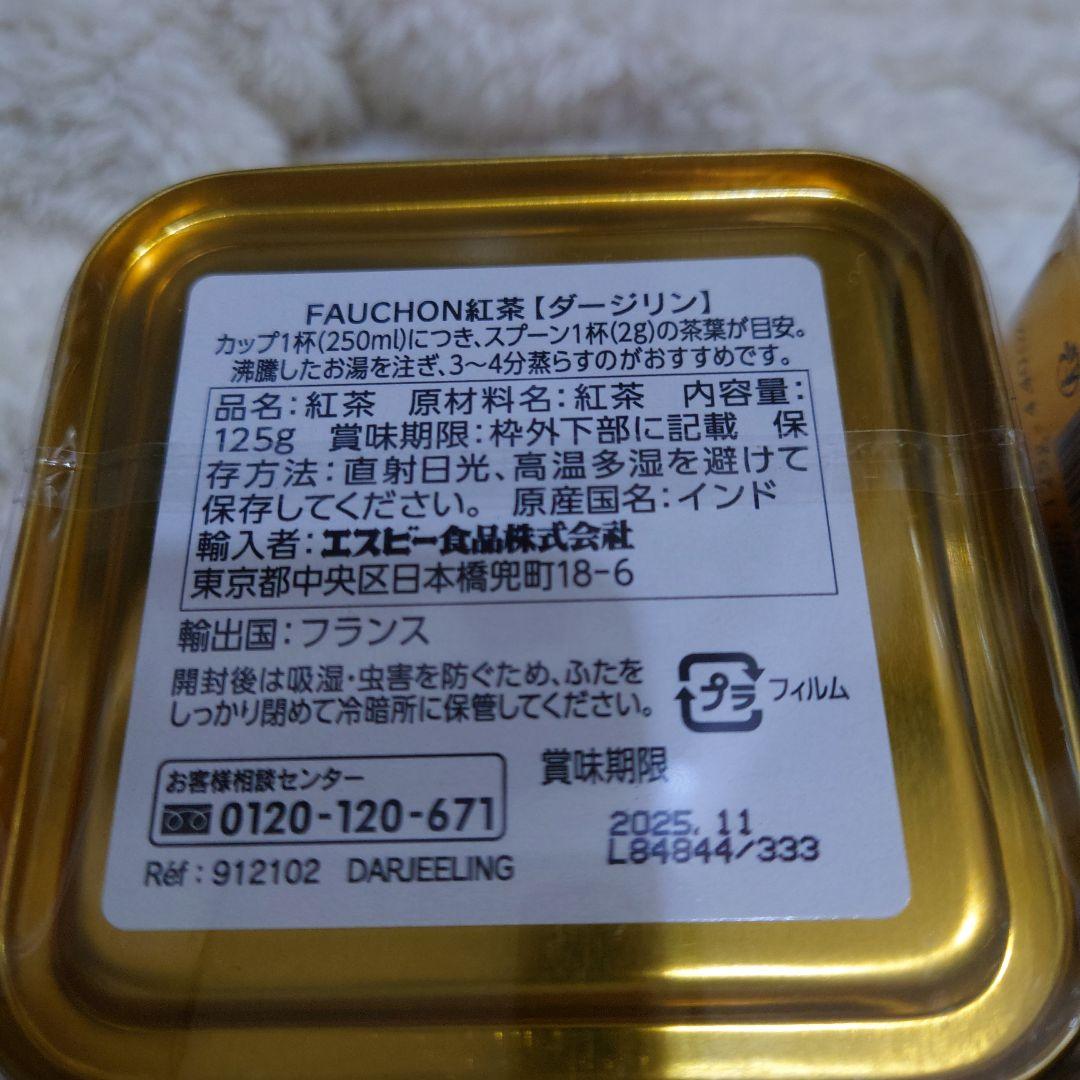 FAUCHON紅茶【ダージリン】
カップ1杯(250ml)につき、スプーン1杯(2g)の茶葉が目安。
沸騰したお湯を注ぎ、3〜4分蒸らすのがおすすめです。
品名：紅茶　原材料名：紅茶　内容量：
125g　賞味期限：枠外下部に記載　保
存方法：直射日光、高温多湿を避けて
保存してください。　原産国名：インド
輸入者：エスビー食品株式会社
東京都中央区日本橋兜町18-6
輸出国：フランス
開封後は吸湿・虫害を防ぐため、ふたを
しっかり閉めて冷暗所に保管してください。
プラ フィルム
お客様相談センター
0120-120-671
賞味期限
2025.11
L84844/333
Réf : 912102 DARJEELING